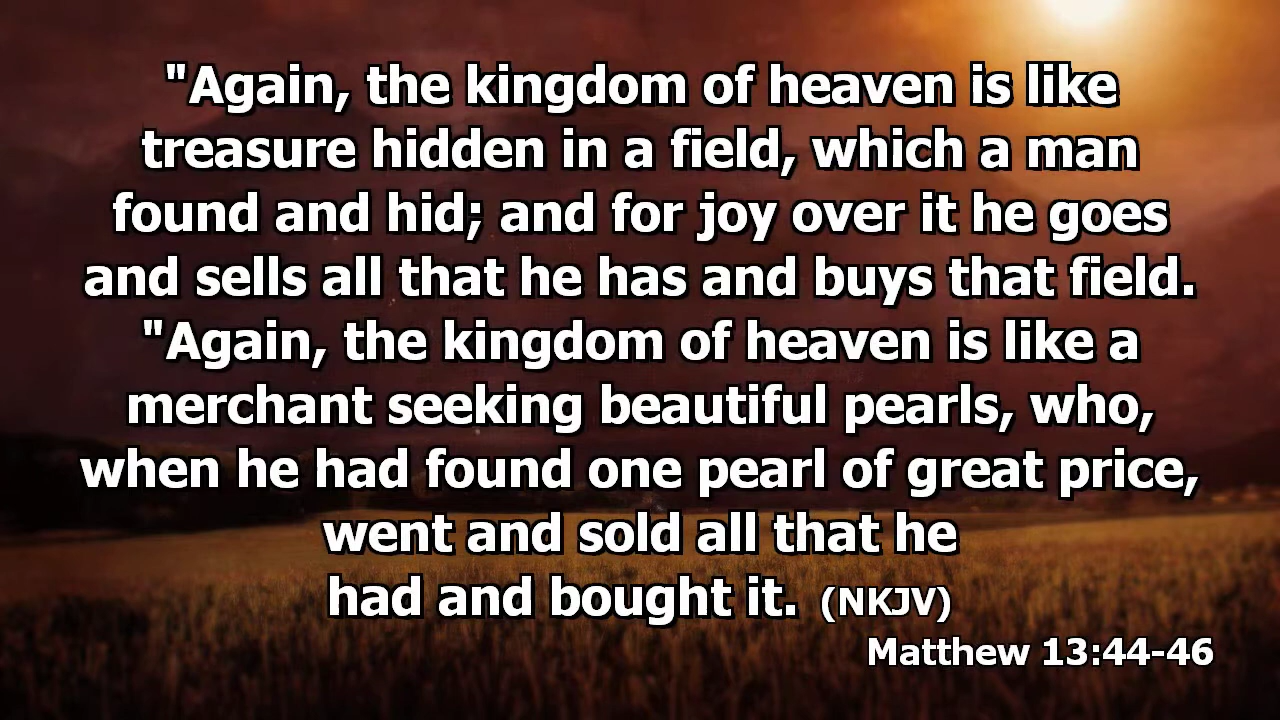 "Again, the kingdom of heaven is like
treasure hidden in a field, which a man
found and hid; and for joy over it he goes
and sells all that he has and buys that field.
"Again, the kingdom of heaven is like a
merchant seeking beautiful pearls, who,
when he had found one pearl of great price,
went and sold all that he
had and bought it. (NKJV)
Matthew 13:44-46